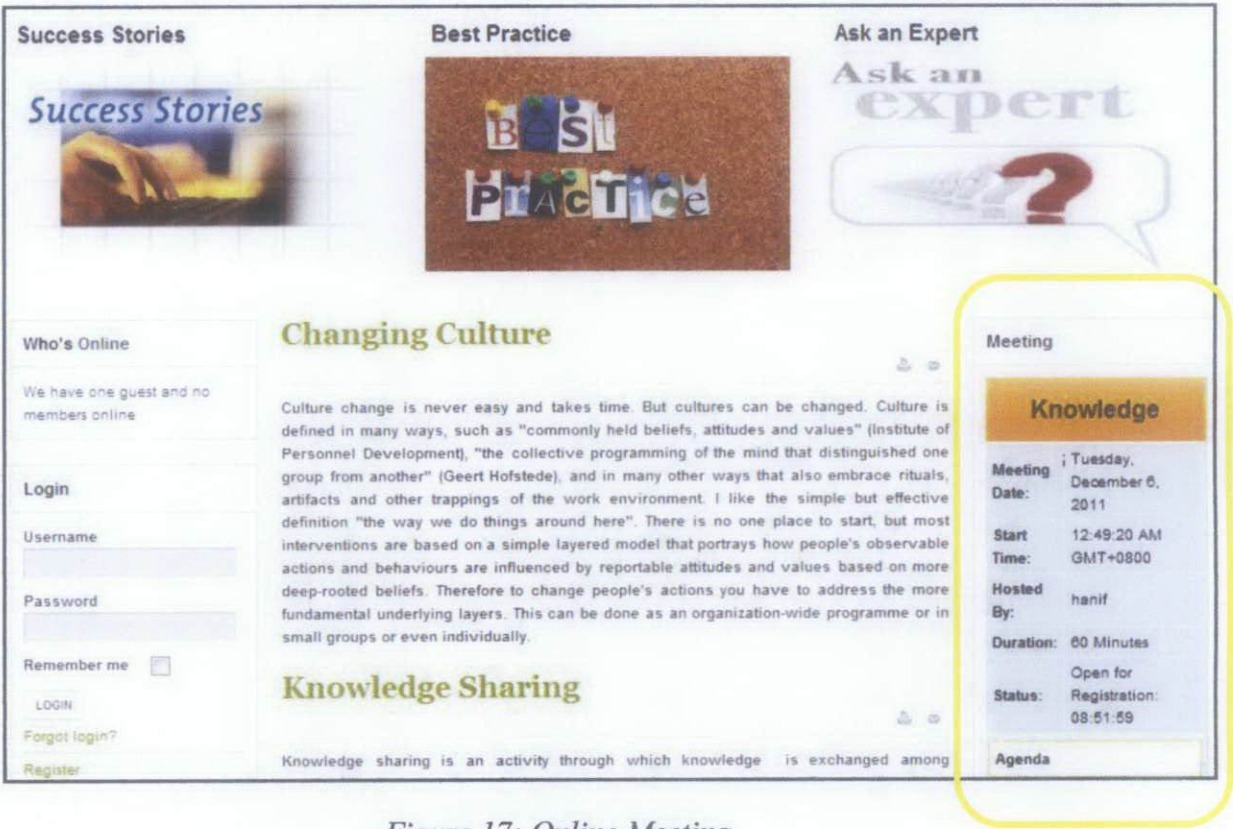 Success Stories
Best Practice
Ask an Expert
Success Stories
BeSt
PrAcTice
Ask an
expert
?
Who's Online
We have one guest and no
members online
Login
Username
Password
Remember me
LOGIN
Forgot login?
Register
Changing Culture
Culture change is never easy and takes time. But cultures can be changed. Culture is
defined in many ways, such as "commonly held beliefs, attitudes and values" (Institute of
Personnel Development), "the collective programming of the mind that distinguished one
group from another" (Geert Hofstede), and in many other ways that also embrace rituals,
artifacts and other trappings of the work environment. I like the simple but effective
definition "the way we do things around here". There is no one place to start, but most
interventions are based on a simple layered model that portrays how people's observable
actions and behaviours are influenced by reportable attitudes and values based on more
deep-rooted beliefs. Therefore to change people's actions you have to address the more
fundamental underlying layers. This can be done as an organization-wide programme or in
small groups or even individually.
Knowledge Sharing
Knowledge sharing is an activity through which knowledge is exchanged among
Meeting
Knowledge
Meeting ; Tuesday,
Date: December 6,
2011
Start 12:49:20 AM
Time: GMT+0800
Hosted
By: hanif
Duration: 60 Minutes
Open for
Status: Registration:
08:51:59
Agenda
Figure 17: Online Meeting